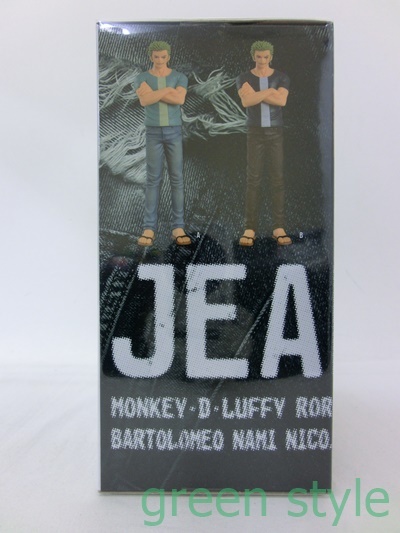 A B
JEA
MONKEY·D·LUFFY ROR
BARTOLOMEO NAMI NICO.
green style